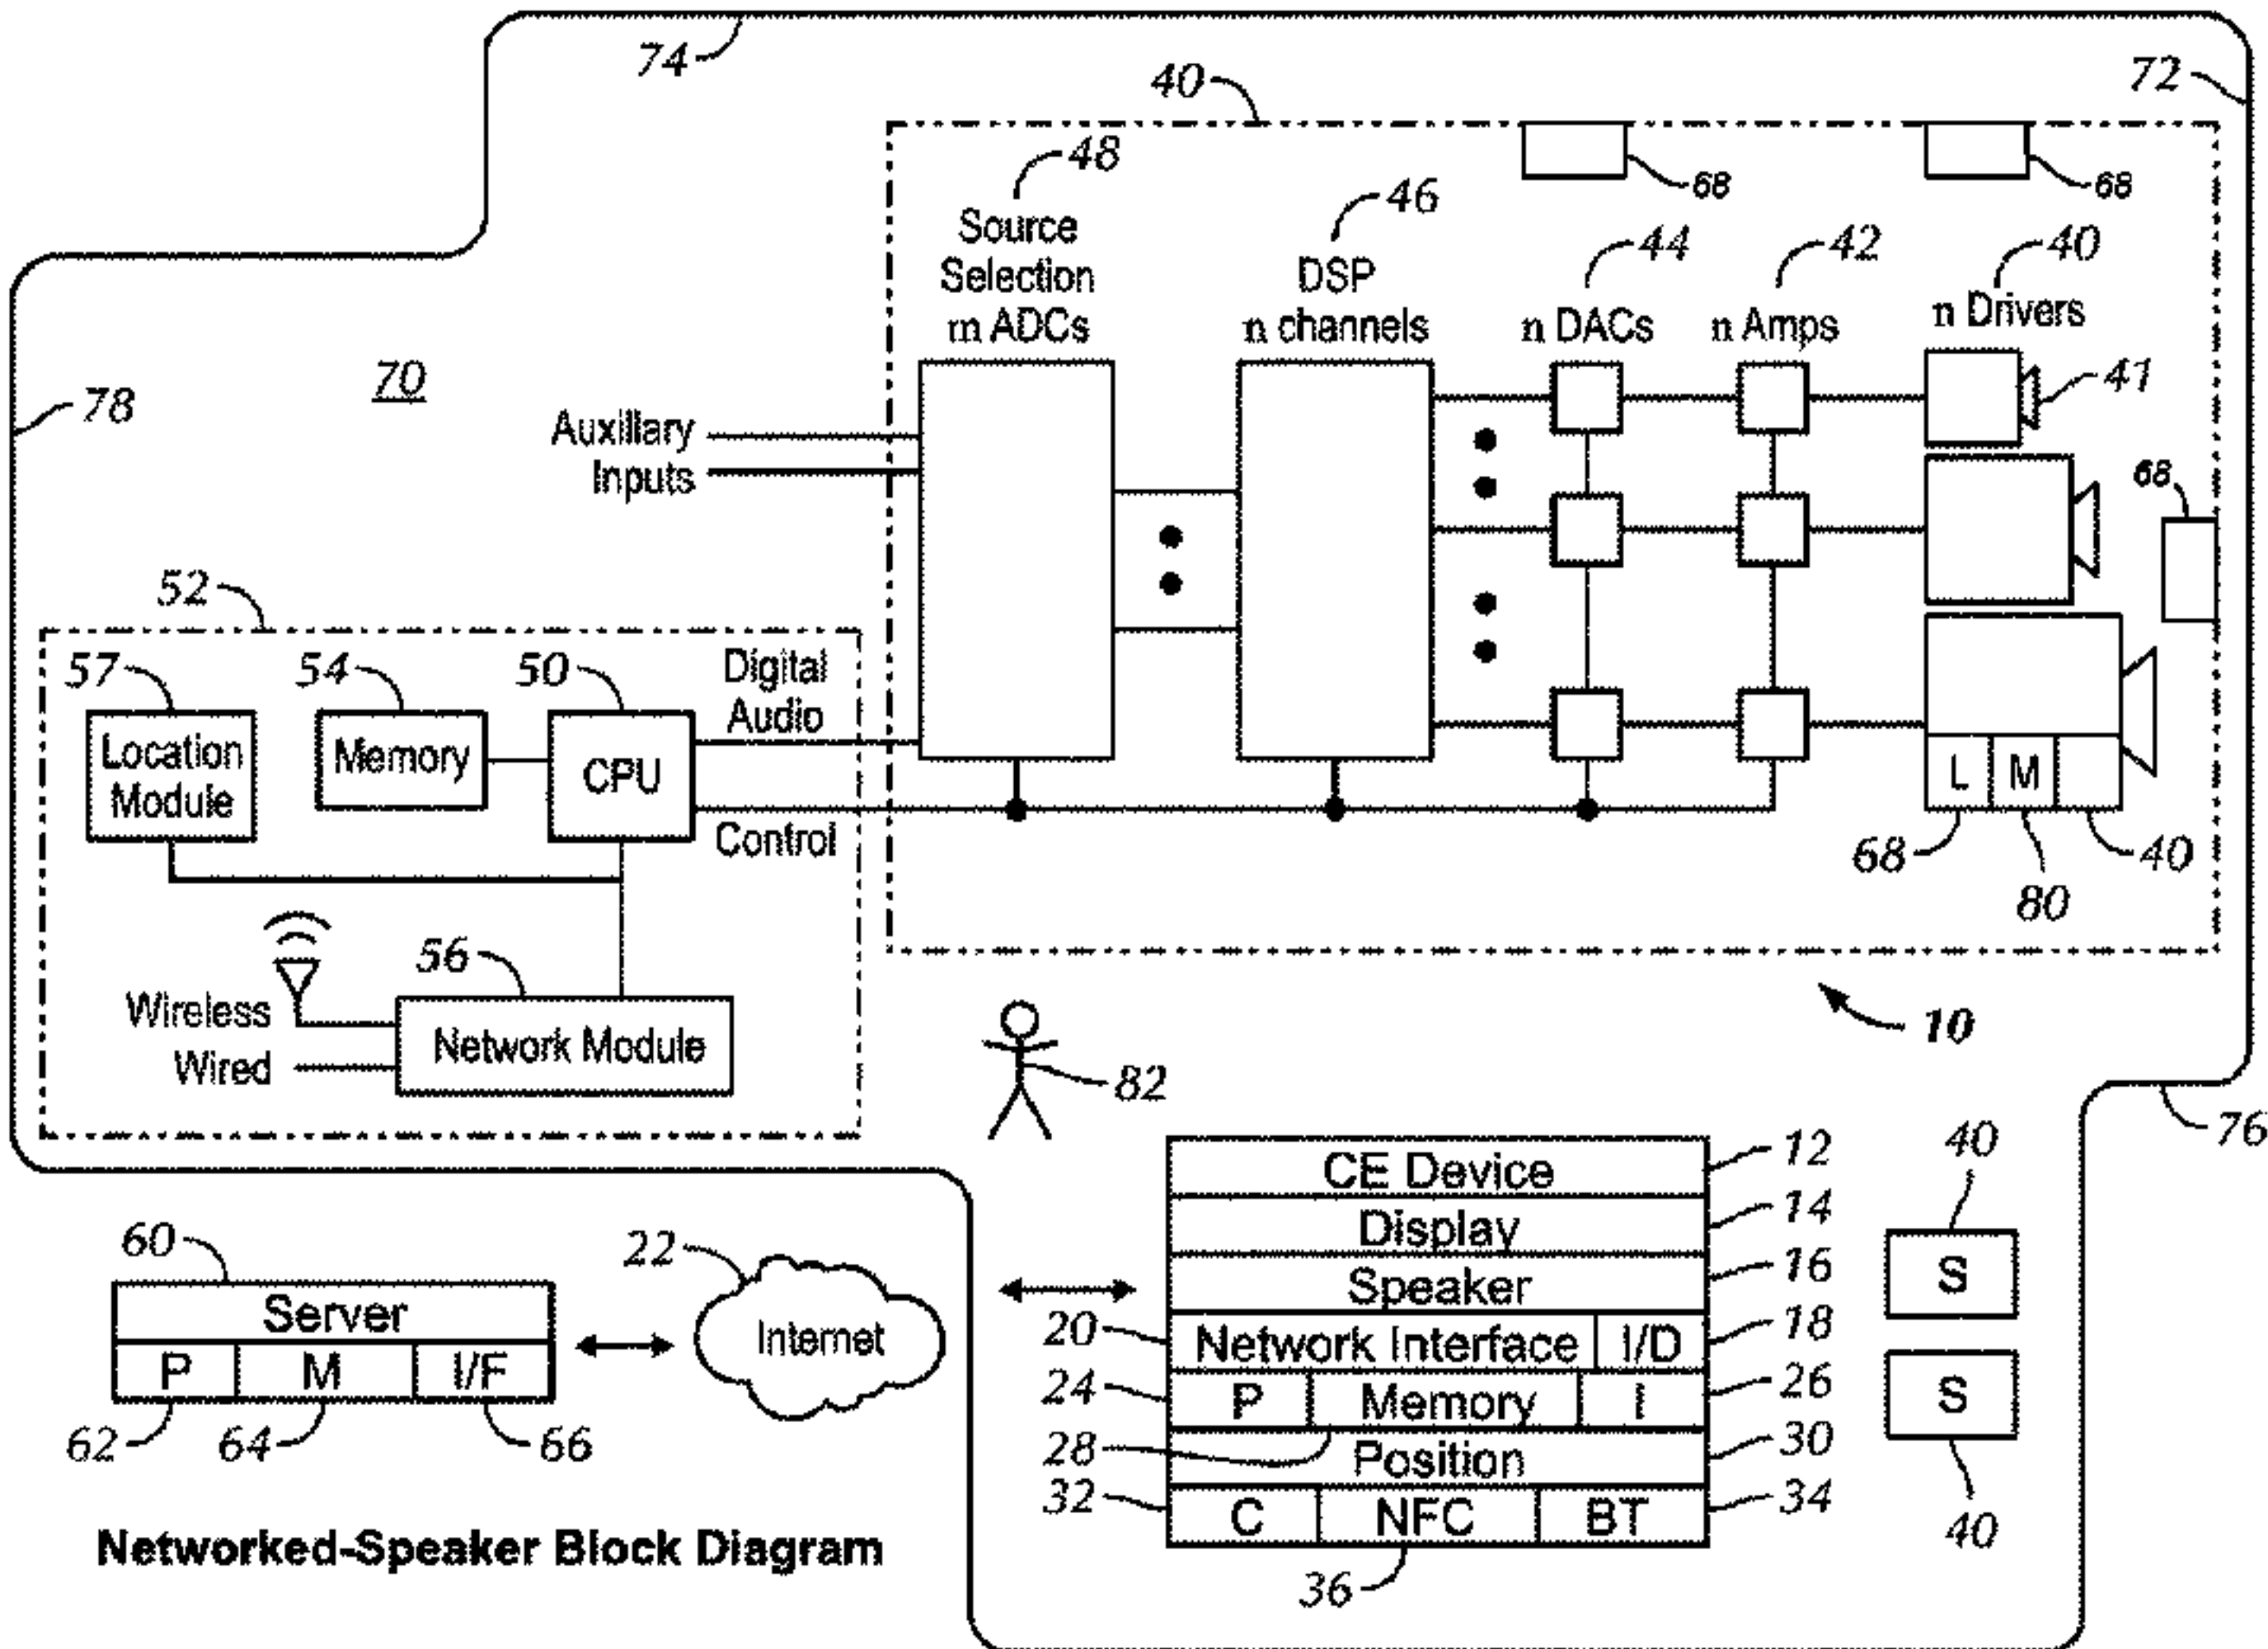 74
72
40
48
68
68
46
Source
Selection
m ADCs
DSP
n channels
44
n DACs
42
n Amps
40
n Drivers
41
78
70
Auxiliary
Inputs
68
52
57
54
50
Digital
Audio
Location
Module
Memory
CPU
L M
Control
68
40
80
56
Wireless
Wired
Network Module
10
82
76
CE Device
12
40
Display
14
60
22
Speaker
16
S
Server
Internet
20
Network Interface I/D
18
P M I/F
24
P Memory I
26
S
62
64
66
28
Position
30
32
C NFC BT
34
40
Networked-Speaker Block Diagram
36